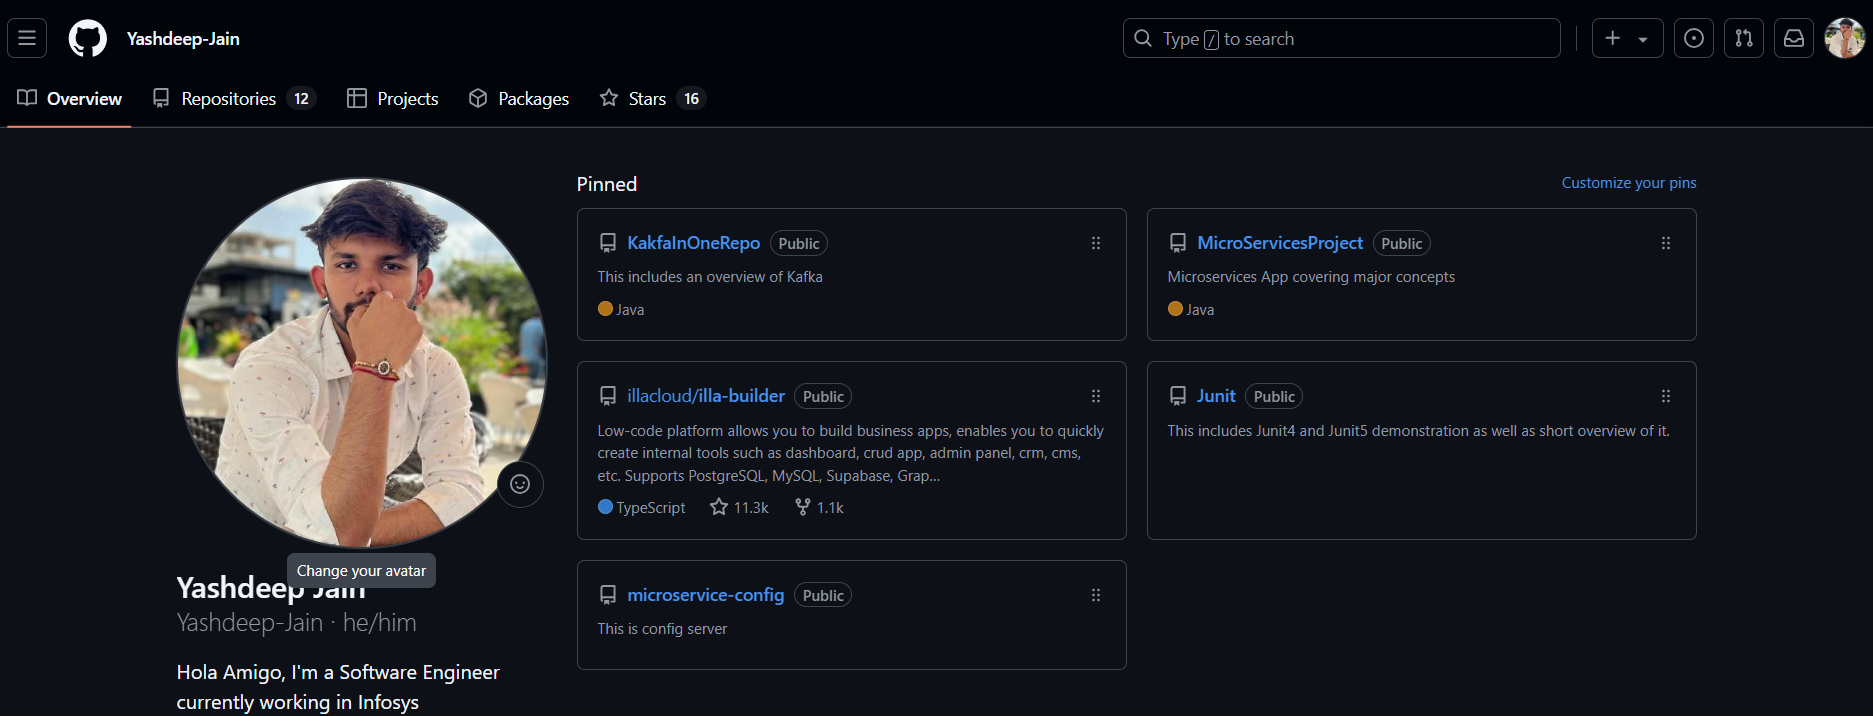 Yashdeep-Jain
Type / to search
Overview
Repositories 12
Projects
Packages
Stars 16
Pinned
Customize your pins
KakfaInOneRepo Public
This includes an overview of Kafka
Java
MicroServicesProject Public
Microservices App covering major concepts
Java
illacloud/illa-builder Public
Low-code platform allows you to build business apps, enables you to quickly
create internal tools such as dashboard, crud app, admin panel, crm, cms,
etc. Supports PostgreSQL, MySQL, Supabase, Grap...
TypeScript 11.3k 1.1k
Junit Public
This includes Junit4 and Junit5 demonstration as well as short overview of it.
microservice-config Public
This is config server
Change your avatar
Yashdeep Jain
Yashdeep-Jain · he/him
Hola Amigo, I'm a Software Engineer
currently working in Infosys